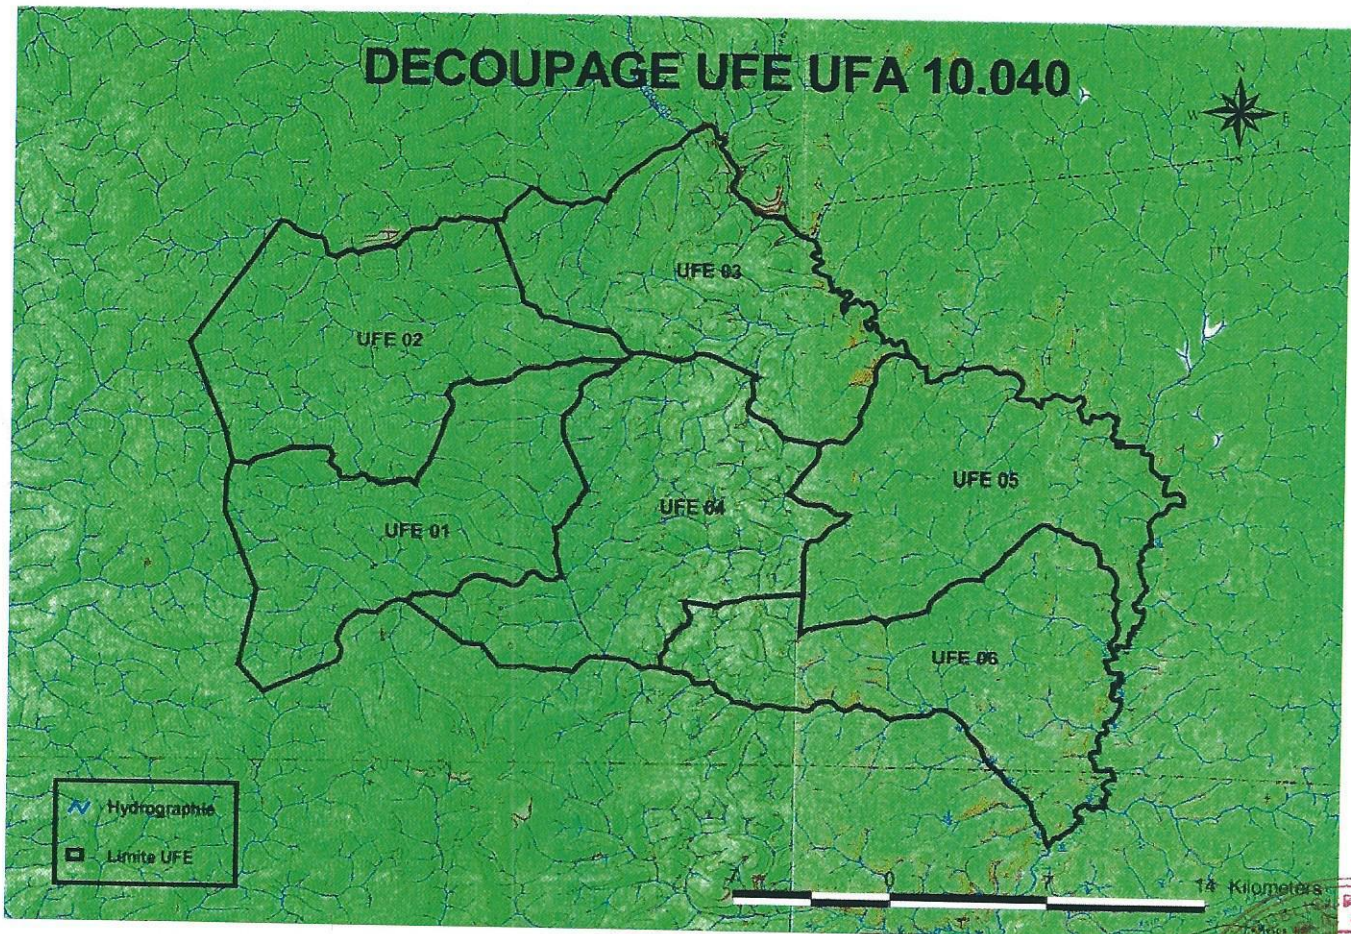 DECOUPAGE UFE UFA 10.040
W E
S
UFE 03
UFE 02
UFE 05
UFE 04
UFE 01
UFE 06
Hydrographie
Limite UFE
7 0 7 14 Kilometers